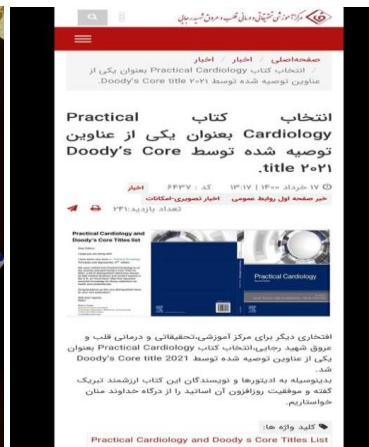 مرکز آموزشی تحقیقاتی و درمانی قلب و عروق شهید رجایی
صفحه‌اصلی / اخبار / اخبار
/ انتخاب کتاب Practical Cardiology بعنوان یکی از
عناوین توصیه شده توسط Doody's Core title ۲۰۲۱.
انتخاب کتاب Practical
Cardiology بعنوان یکی از عناوین
توصیه شده توسط Doody's Core
title ۲۰۲۱.
۱۷ خرداد ۱۴۰۰ | ۱۳:۱۷ کد : ۶۴۳۷ اخبار
خبر صفحه اول روابط عمومی اخبار تصویری-امکانات
تعداد بازدید:۲۴۱
Practical Cardiology and
Doody's Core Titles list
Practical Cardiology
افتخاری دیگر برای مرکز آموزشی،تحقیقاتی و درمانی قلب و
عروق شهید رجایی،انتخاب کتاب Practical Cardiology بعنوان
یکی از عناوین توصیه شده توسط Doody's Core title 2021
شد.
بدینوسیله به ادیتورها و نویسندگان این کتاب ارزشمند تبریک
گفته و موفقیت روزافزون آن اساتید را از درگاه خداوند منان
خواستاریم.
کلید واژه ها:
Practical Cardiology and Doody s Core Titles list